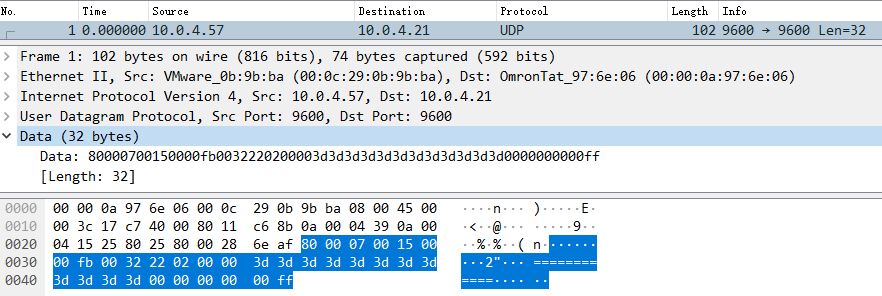 No. Time Source Destination Protocol Length Info
1 0.000000 10.0.4.57 10.0.4.21 UDP 102 9600 → 9600 Len=32
Frame 1: 102 bytes on wire (816 bits), 74 bytes captured (592 bits)
Ethernet II, Src: VMware_0b:9b:ba (00:0c:29:0b:9b:ba), Dst: OmronTat_97:6e:06 (00:00:0a:97:6e:06)
Internet Protocol Version 4, Src: 10.0.4.57, Dst: 10.0.4.21
User Datagram Protocol, Src Port: 9600, Dst Port: 9600
Data (32 bytes)
Data: 80000700150000fb0032220200003d3d3d3d3d3d3d3d3d3d3d3d0000000000ff
[Length: 32]
0000 00 00 0a 97 6e 06 00 0c 29 0b 9b ba 08 00 45 00 ····n··· )·····E·
0010 00 3c 17 c7 40 00 80 11 c6 8b 0a 00 04 39 0a 00 ·<··@··· ·····9··
0020 04 15 25 80 25 80 00 28 6e af 80 00 07 00 15 00 ··%·%··( n·······
0030 00 fb 00 32 22 02 00 00 3d 3d 3d 3d 3d 3d 3d 3d ···2"··· ========
0040 3d 3d 3d 3d 00 00 00 00 00 ff ====···· ··